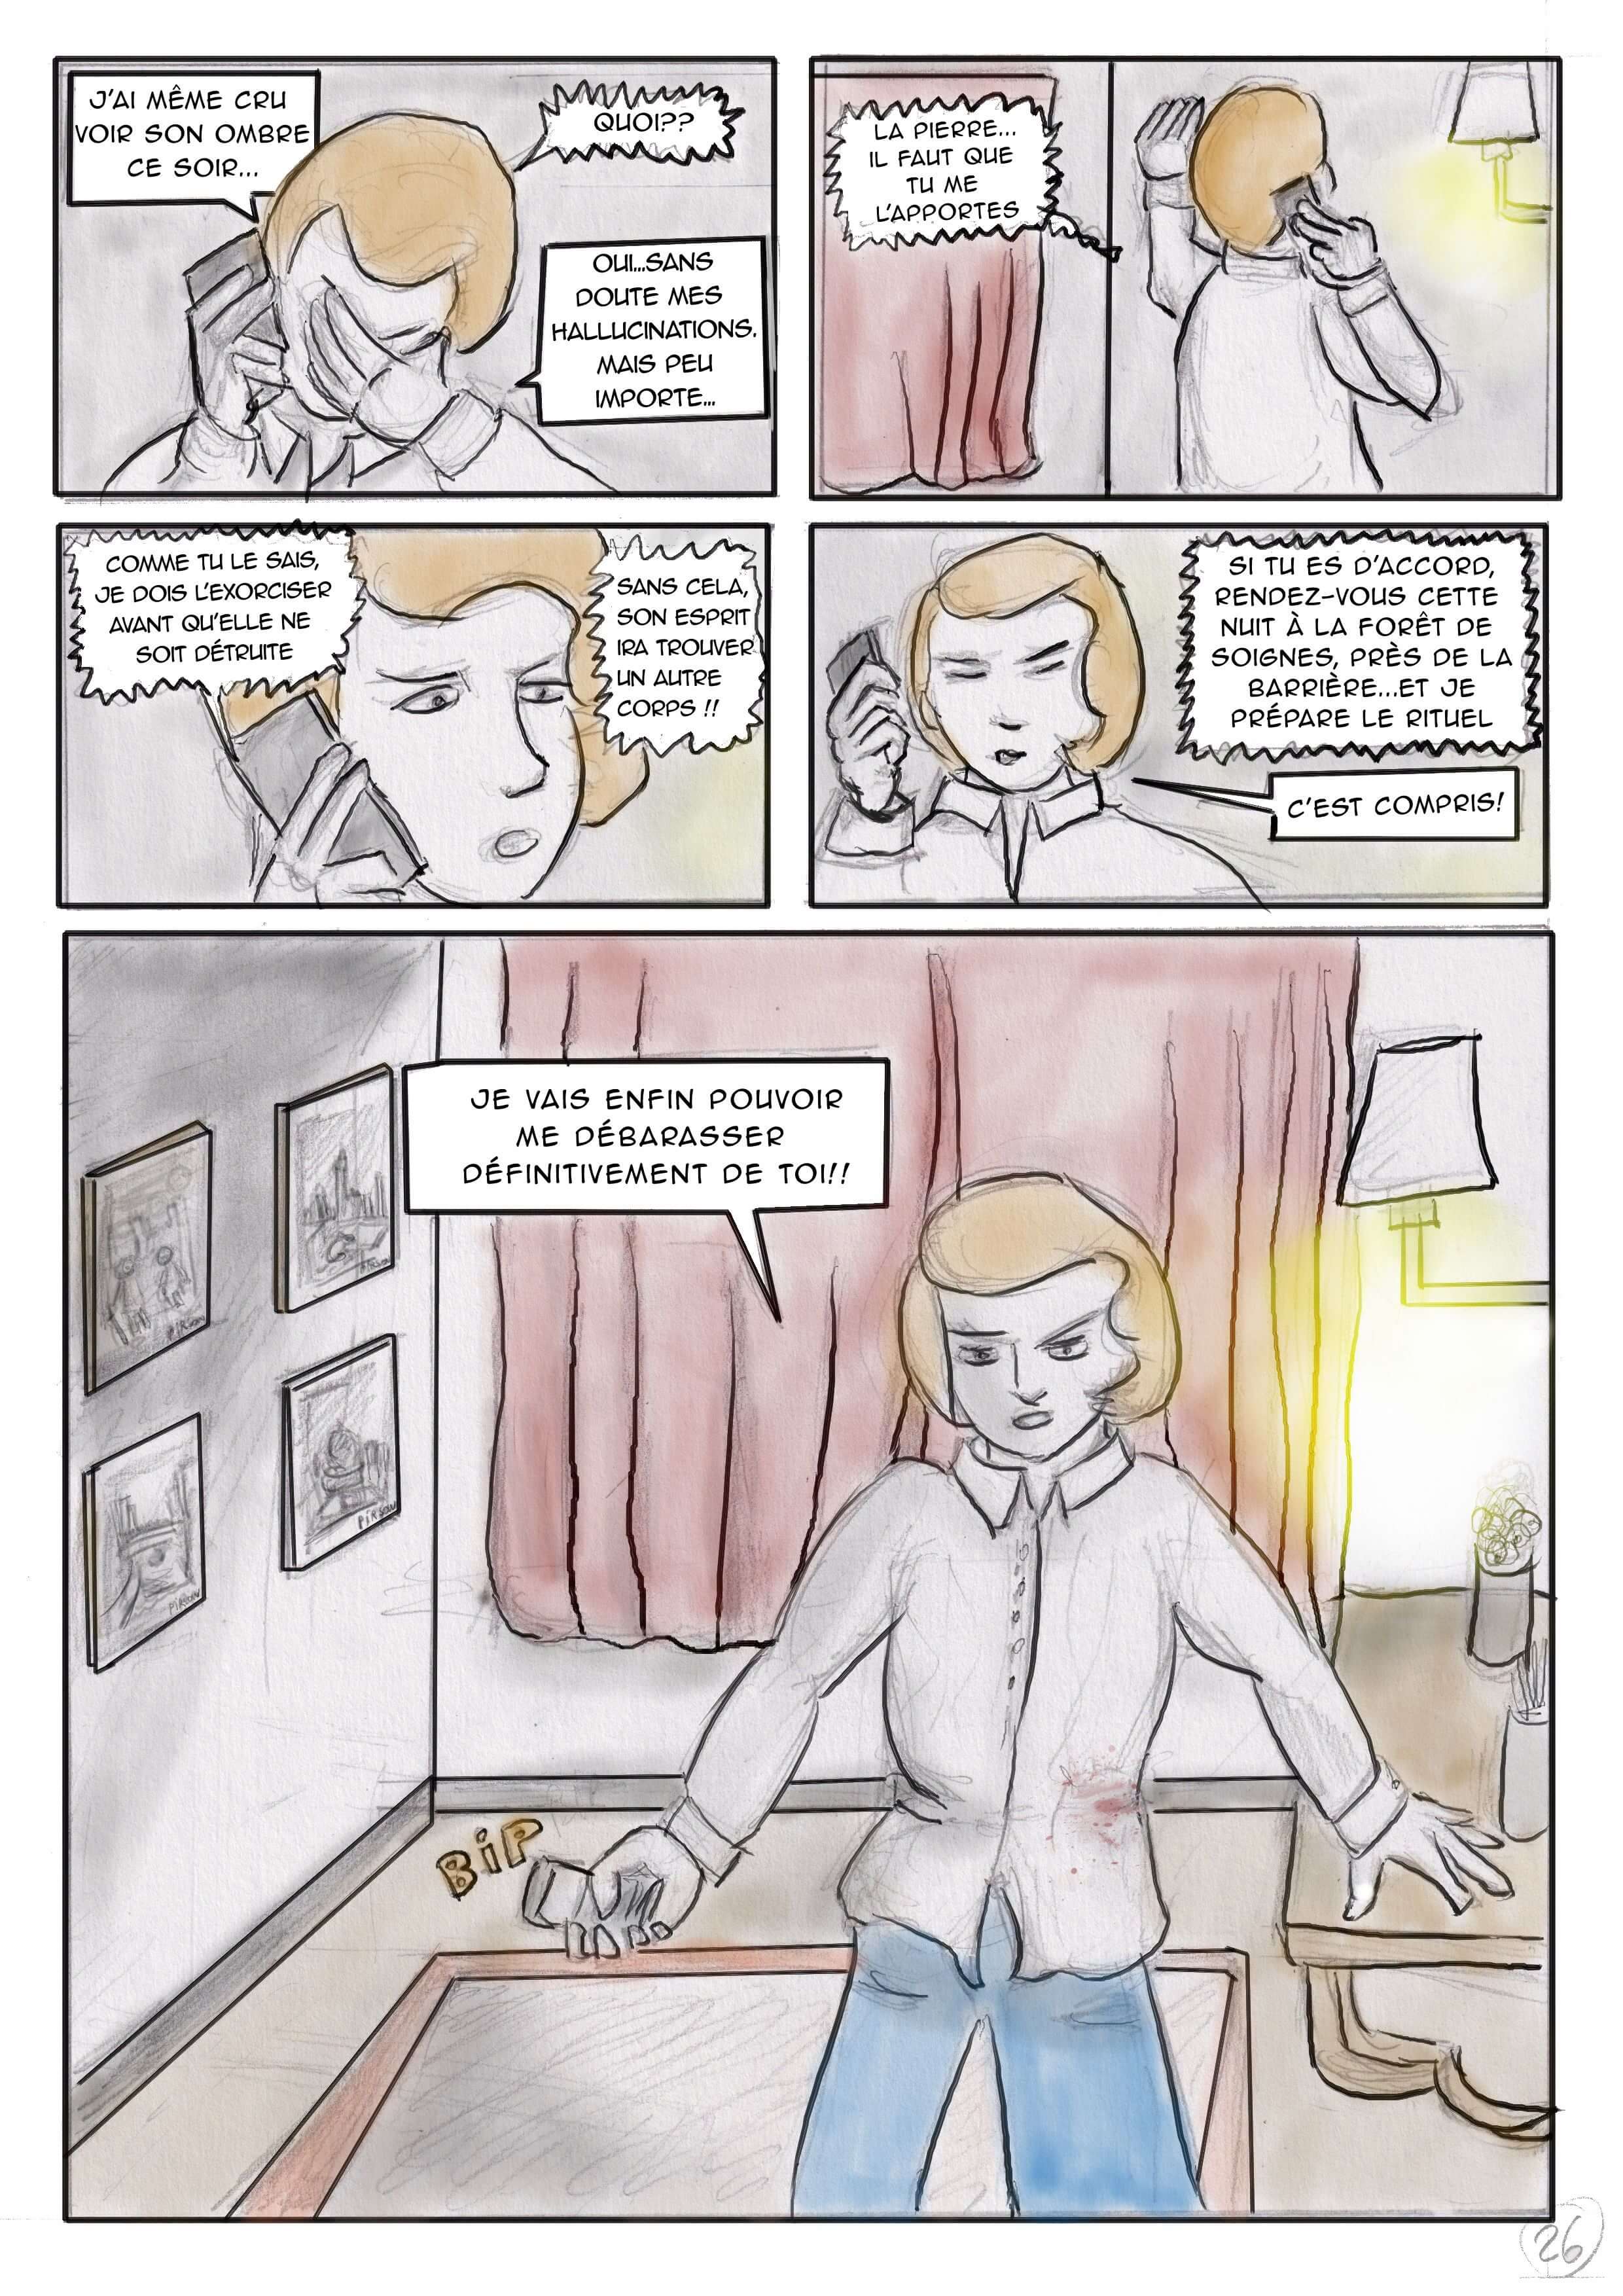 J'AI MÊME CRU
VOIR SON OMBRE
CE SOIR...
QUOI??
OUI...SANS
DOUTE MES
HALLUCINATIONS.
MAIS PEU
IMPORTE...
LA PIERRE...
IL FAUT QUE
TU ME
L'APPORTES
COMME TU LE SAIS,
JE DOIS L'EXORCISER
AVANT QU'ELLE NE
SOIT DÉTRUITE
SANS CELA,
SON ESPRIT
IRA TROUVER
UN AUTRE
CORPS !!
SI TU ES D'ACCORD,
RENDEZ-VOUS CETTE
NUIT À LA FORÊT DE
SOIGNES, PRÈS DE LA
BARRIÈRE...ET JE
PRÉPARE LE RITUEL
C'EST COMPRIS!
JE VAIS ENFIN POUVOIR
ME DÉBARASSER
DÉFINITIVEMENT DE TOI!!
PiRSON
PiRSON
PiRSON
PiRSON
BiP
26